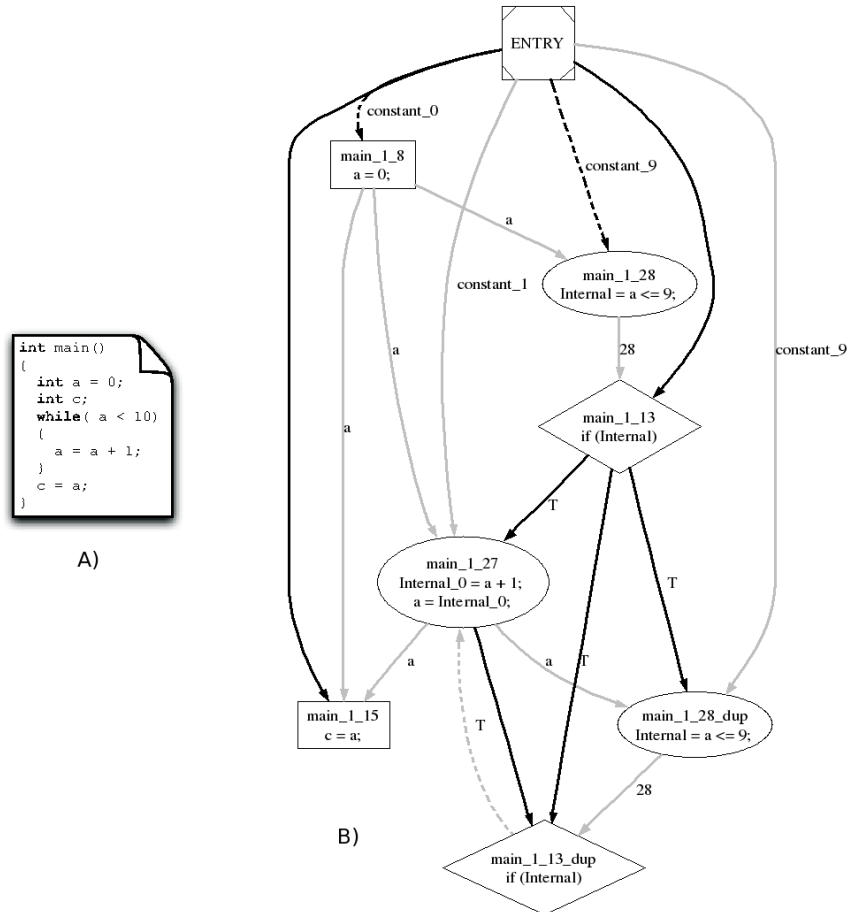 ENTRY
constant_0
main_1_8
a = 0;
constant_9
a
main_1_28
Internal = a <= 9;
constant_1
int main()
{
int a = 0;
int c;
while( a < 10)
{
a = a + 1;
}
c = a;
}
A)
a
28
constant_9
main_1_13
if (Internal)
a
T
main_1_27
Internal_0 = a + 1;
a = Internal_0;
T
a
a
T
main_1_15
c = a;
T
main_1_28_dup
Internal = a <= 9;
28
B)
main_1_13_dup
if (Internal)